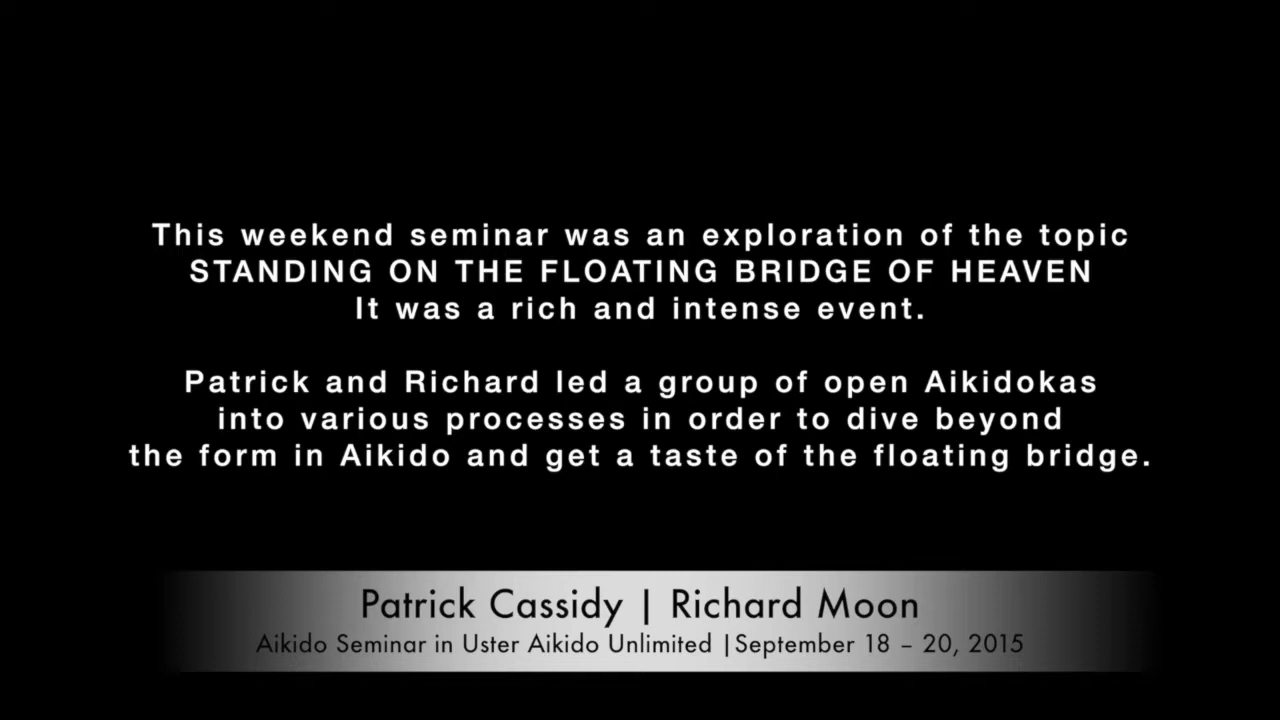 This weekend seminar was an exploration of the topic
STANDING ON THE FLOATING BRIDGE OF HEAVEN
It was a rich and intense event.
Patrick and Richard led a group of open Aikidokas
into various processes in order to dive beyond
the form in Aikido and get a taste of the floating bridge.
Patrick Cassidy | Richard Moon
Aikido Seminar in Uster Aikido Unlimited |September 18 – 20, 2015